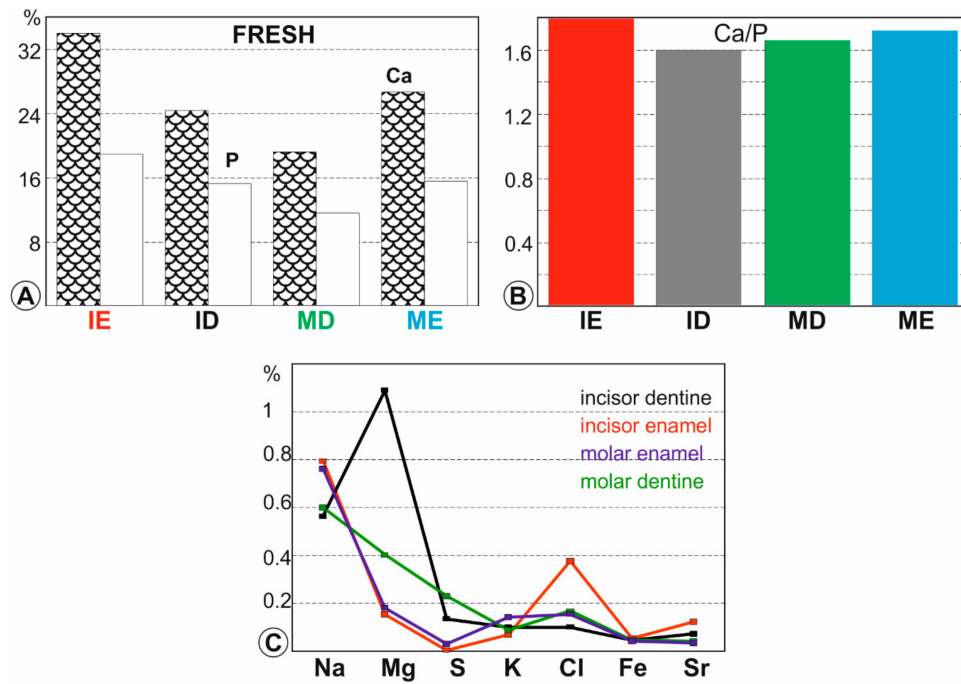 %
FRESH
32
24
16
8
Ca
P
A
IE ID MD ME
Ca/P
1.6
1.2
0.8
0.4
B
IE ID MD ME
%
1
0.8
0.6
0.4
0.2
incisor dentine
incisor enamel
molar enamel
molar dentine
C
Na Mg S K Cl Fe Sr